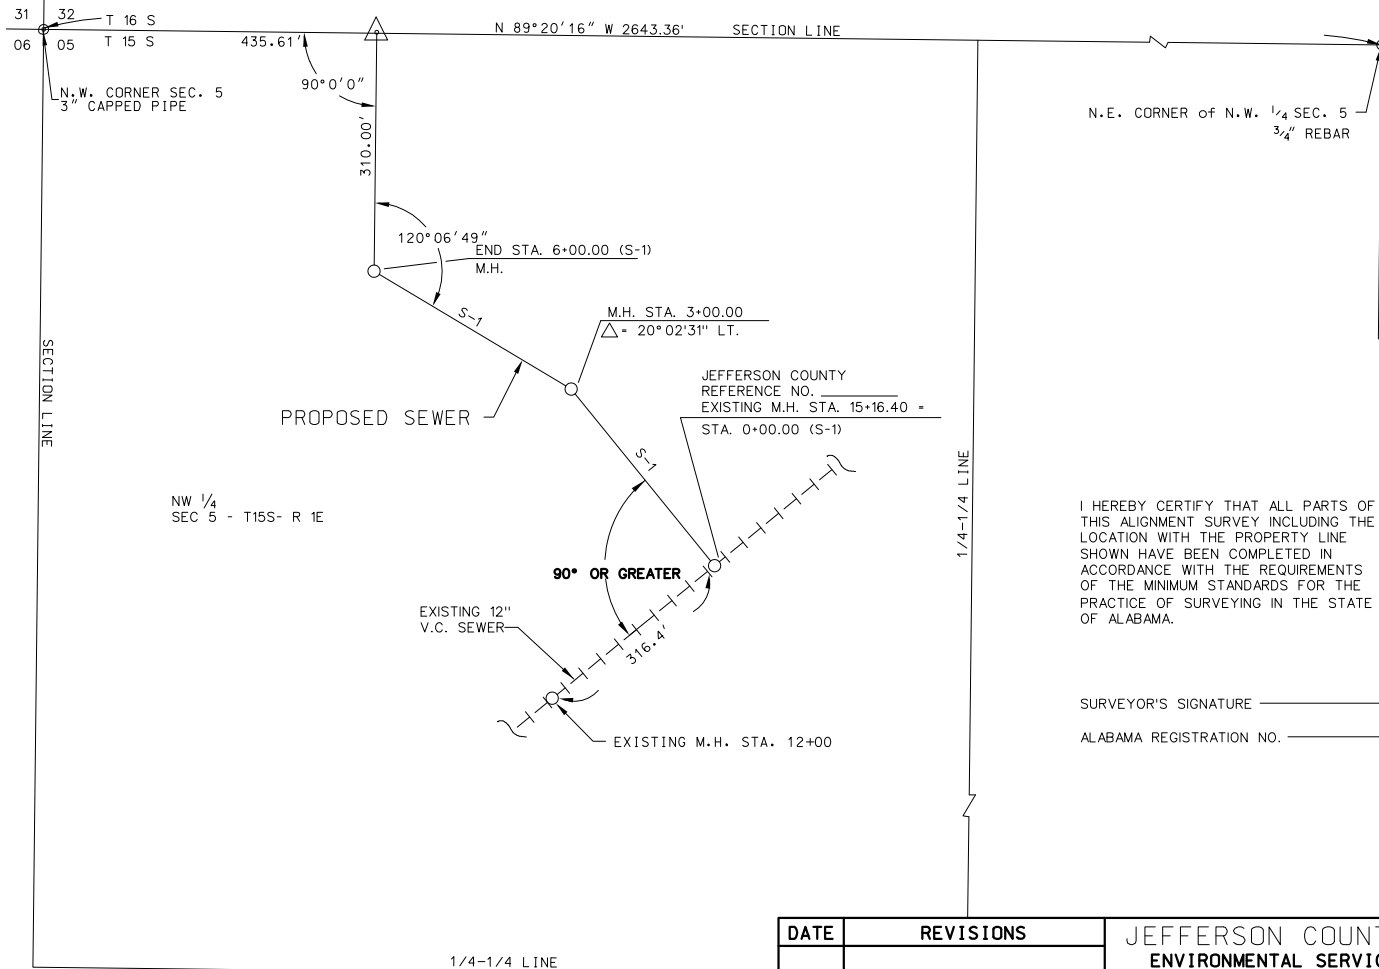 31 32
T 16 S
06 05
T 15 S
435.61'
N 89°20'16" W 2643.36'
SECTION LINE
N.W. CORNER SEC. 5
3" CAPPED PIPE
90°0'0"
310.00'
N.E. CORNER of N.W. 1/4 SEC. 5
3/4" REBAR
120°06'49"
END STA. 6+00.00 (S-1)
M.H.
S-1
M.H. STA. 3+00.00
△ = 20°02'31" LT.
SECTION LINE
PROPOSED SEWER
JEFFERSON COUNTY
REFERENCE NO.
EXISTING M.H. STA. 15+16.40 =
STA. 0+00.00 (S-1)
S-1
NW 1/4
SEC 5 - T15S- R 1E
1/4-1/4 LINE
I HEREBY CERTIFY THAT ALL PARTS OF
THIS ALIGNMENT SURVEY INCLUDING THE
LOCATION WITH THE PROPERTY LINE
SHOWN HAVE BEEN COMPLETED IN
ACCORDANCE WITH THE REQUIREMENTS
OF THE MINIMUM STANDARDS FOR THE
PRACTICE OF SURVEYING IN THE STATE
OF ALABAMA.
90° OR GREATER
EXISTING 12"
V.C. SEWER
316.4'
EXISTING M.H. STA. 12+00
SURVEYOR'S SIGNATURE
ALABAMA REGISTRATION NO.
1/4-1/4 LINE
DATE REVISIONS
JEFFERSON COUNT
ENVIRONMENTAL SERVIC